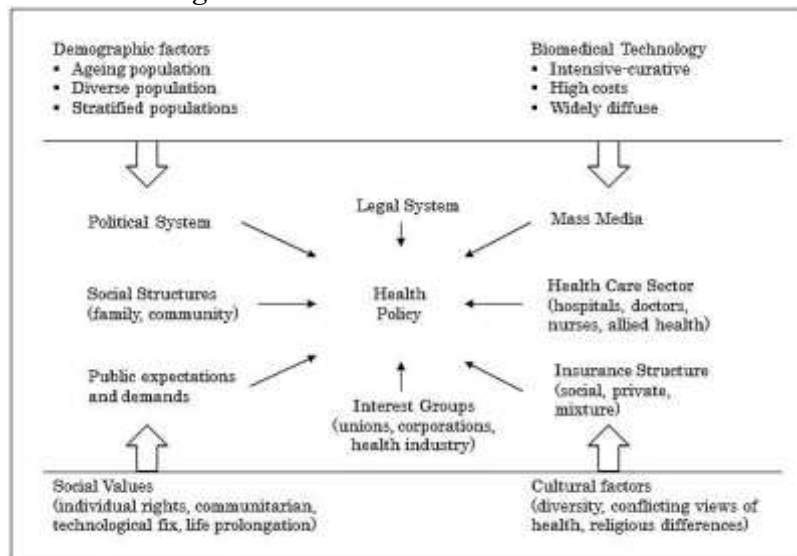 Demographic factors
▪ Ageing population
▪ Diverse population
▪ Stratified populations
Biomedical Technology
▪ Intensive-curative
▪ High costs
▪ Widely diffuse
Political System
Legal System
Mass Media
Social Structures
(family, community)
Health
Policy
Health Care Sector
(hospitals, doctors,
nurses, allied health)
Public expectations
and demands
Interest Groups
(unions, corporations,
health industry)
Insurance Structure
(social, private,
mixture)
Social Values
(individual rights, communitarian,
technological fix, life prolongation)
Cultural factors
(diversity, conflicting views of
health, religious differences)